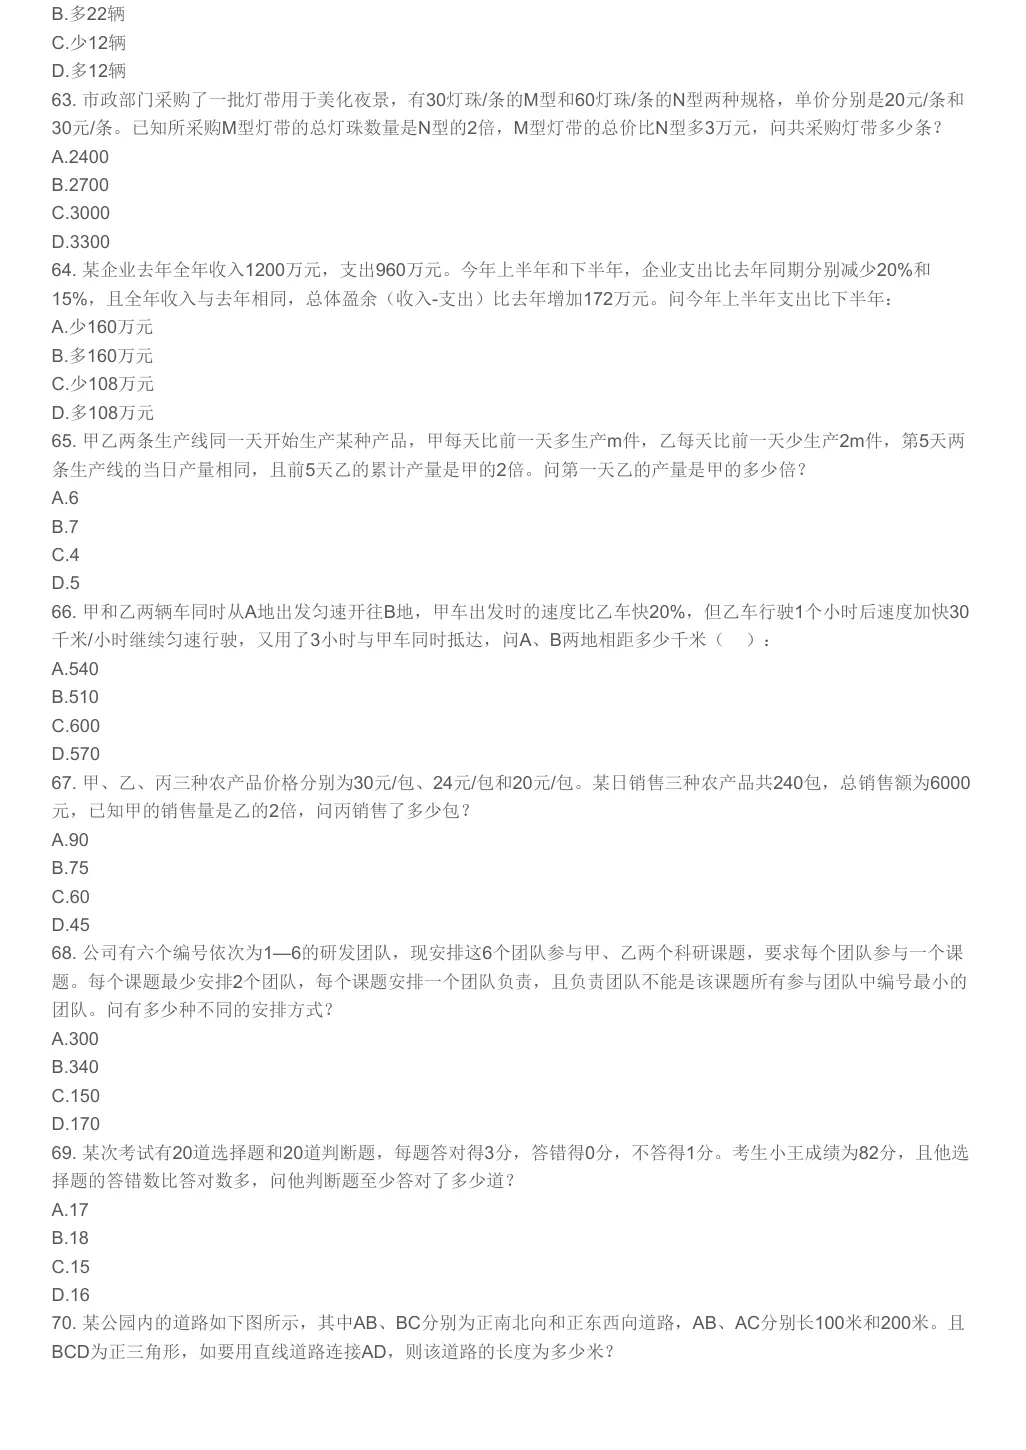 B.多22辆
C.少12辆
D.多12辆
63. 市政部门采购了一批灯带用于美化夜景，有30灯珠/条的M型和60灯珠/条的N型两种规格，单价分别是20元/条和
30元/条。已知所采购M型灯带的总灯珠数量是N型的2倍，M型灯带的总价比N型多3万元，问共采购灯带多少条？
A.2400
B.2700
C.3000
D.3300
64. 某企业去年全年收入1200万元，支出960万元。今年上半年和下半年，企业支出比去年同期分别减少20%和
15%，且全年收入与去年相同，总体盈余（收入-支出）比去年增加172万元。问今年上半年支出比下半年：
A.少160万元
B.多160万元
C.少108万元
D.多108万元
65. 甲乙两条生产线同一天开始生产某种产品，甲每天比前一天多生产m件，乙每天比前一天少生产2m件，第5天两
条生产线的当日产量相同，且前5天乙的累计产量是甲的2倍。问第一天乙的产量是甲的多少倍？
A.6
B.7
C.4
D.5
66. 甲和乙两辆车同时从A地出发匀速开往B地，甲车出发时的速度比乙车快20%，但乙车行驶1个小时后速度加快30
千米/小时继续匀速行驶，又用了3小时与甲车同时抵达，问A、B两地相距多少千米（　）：
A.540
B.510
C.600
D.570
67. 甲、乙、丙三种农产品价格分别为30元/包、24元/包和20元/包。某日销售三种农产品共240包，总销售额为6000
元，已知甲的销售量是乙的2倍，问丙销售了多少包？
A.90
B.75
C.60
D.45
68. 公司有六个编号依次为1—6的研发团队，现安排这6个团队参与甲、乙两个科研课题，要求每个团队参与一个课
题。每个课题最少安排2个团队，每个课题安排一个团队负责，且负责团队不能是该课题所有参与团队中编号最小的
团队。问有多少种不同的安排方式？
A.300
B.340
C.150
D.170
69. 某次考试有20道选择题和20道判断题，每题答对得3分，答错得0分，不答得1分。考生小王成绩为82分，且他选
择题的答错数比答对数多，问他判断题至少答对了多少道？
A.17
B.18
C.15
D.16
70. 某公园内的道路如下图所示，其中AB、BC分别为正南北向和正东西向道路，AB、AC分别长100米和200米。且
BCD为正三角形，如要用直线道路连接AD，则该道路的长度为多少米？